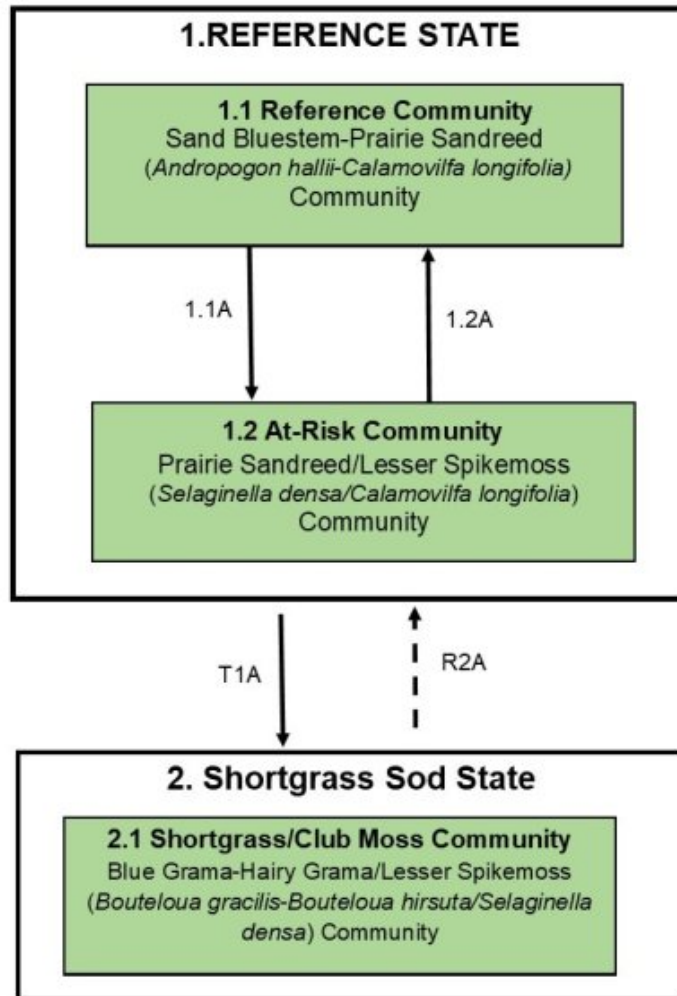 1.REFERENCE STATE
1.1 Reference Community
Sand Bluestem-Prairie Sandreed
(Andropogon hallii-Calamovilfa longifolia)
Community
1.1A
1.2A
1.2 At-Risk Community
Prairie Sandreed/Lesser Spikemoss
(Selaginella densa/Calamovilfa longifolia)
Community
T1A
R2A
2. Shortgrass Sod State
2.1 Shortgrass/Club Moss Community
Blue Grama-Hairy Grama/Lesser Spikemoss
(Bouteloua gracilis-Bouteloua hirsuta/Selaginella
densa) Community